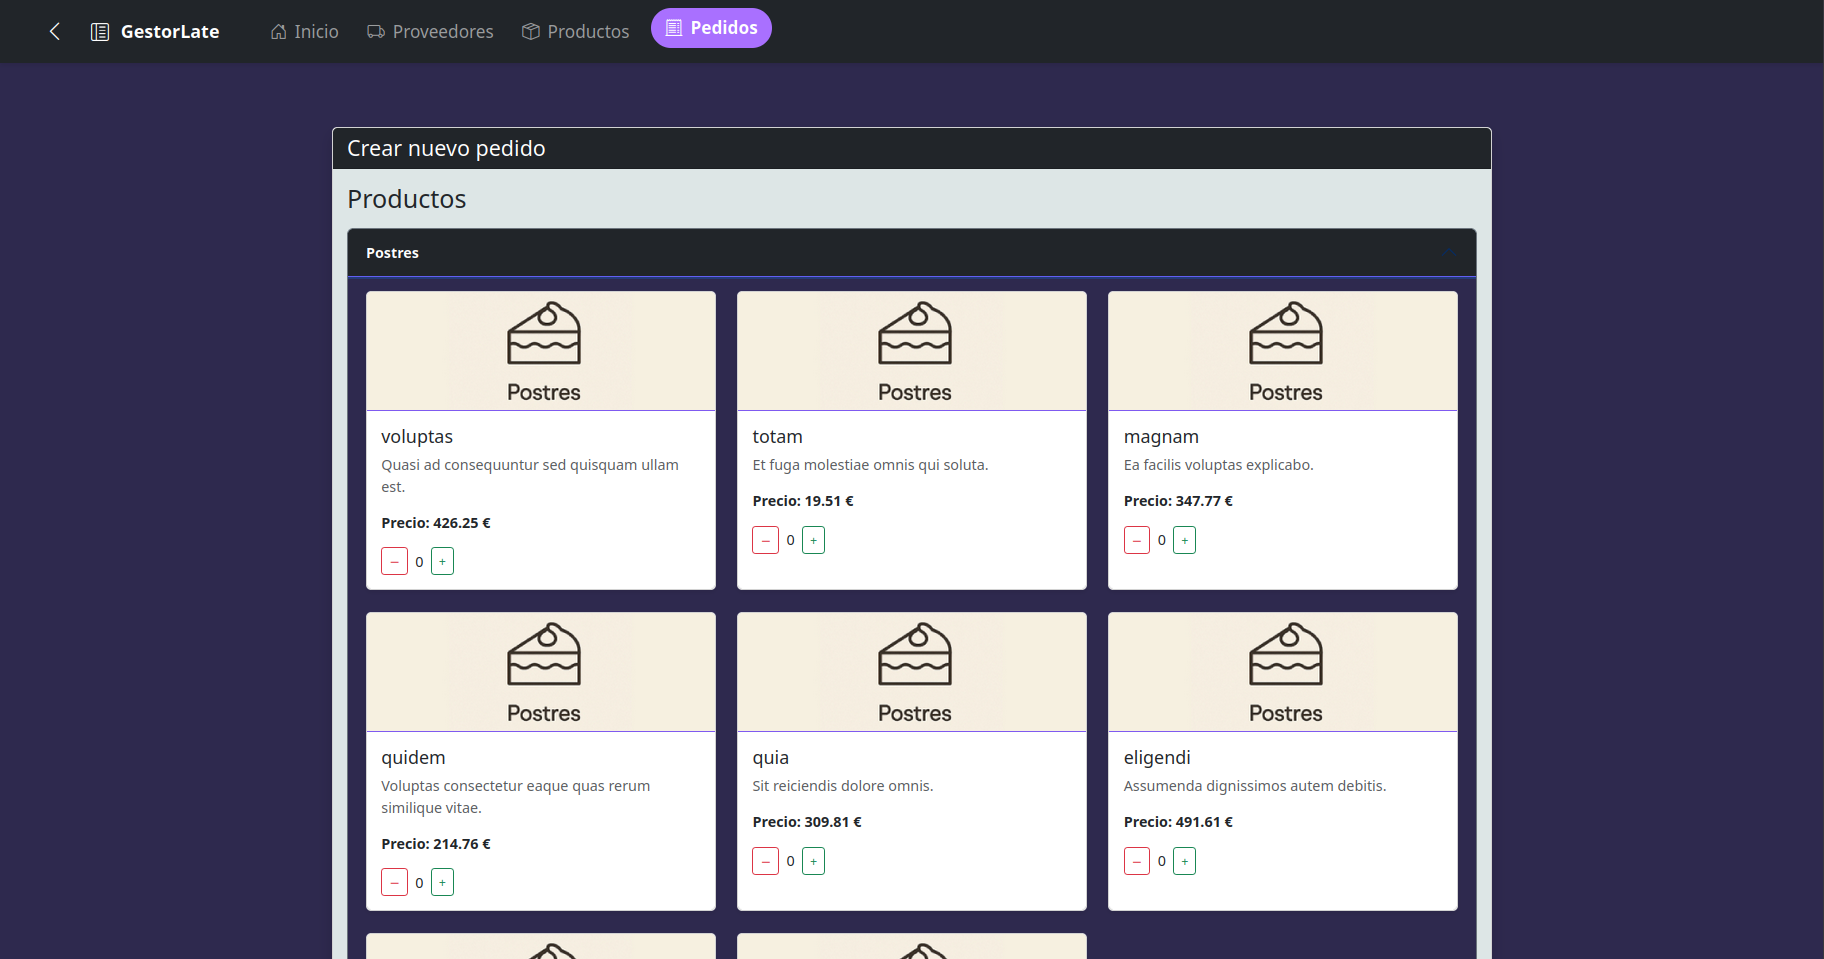 GestorLate Inicio Proveedores Productos Pedidos
Crear nuevo pedido
Productos
Postres
Postres Postres Postres
voluptas
Quasi ad consequuntur sed quisquam ullam
est.
Precio: 426.25 €
− 0 +
totam
Et fuga molestiae omnis qui soluta.
Precio: 19.51 €
− 0 +
magnam
Ea facilis voluptas explicabo.
Precio: 347.77 €
− 0 +
Postres Postres Postres
quidem
Voluptas consectetur eaque quas rerum
similique vitae.
Precio: 214.76 €
− 0 +
quia
Sit reiciendis dolore omnis.
Precio: 309.81 €
− 0 +
eligendi
Assumenda dignissimos autem debitis.
Precio: 491.61 €
− 0 +